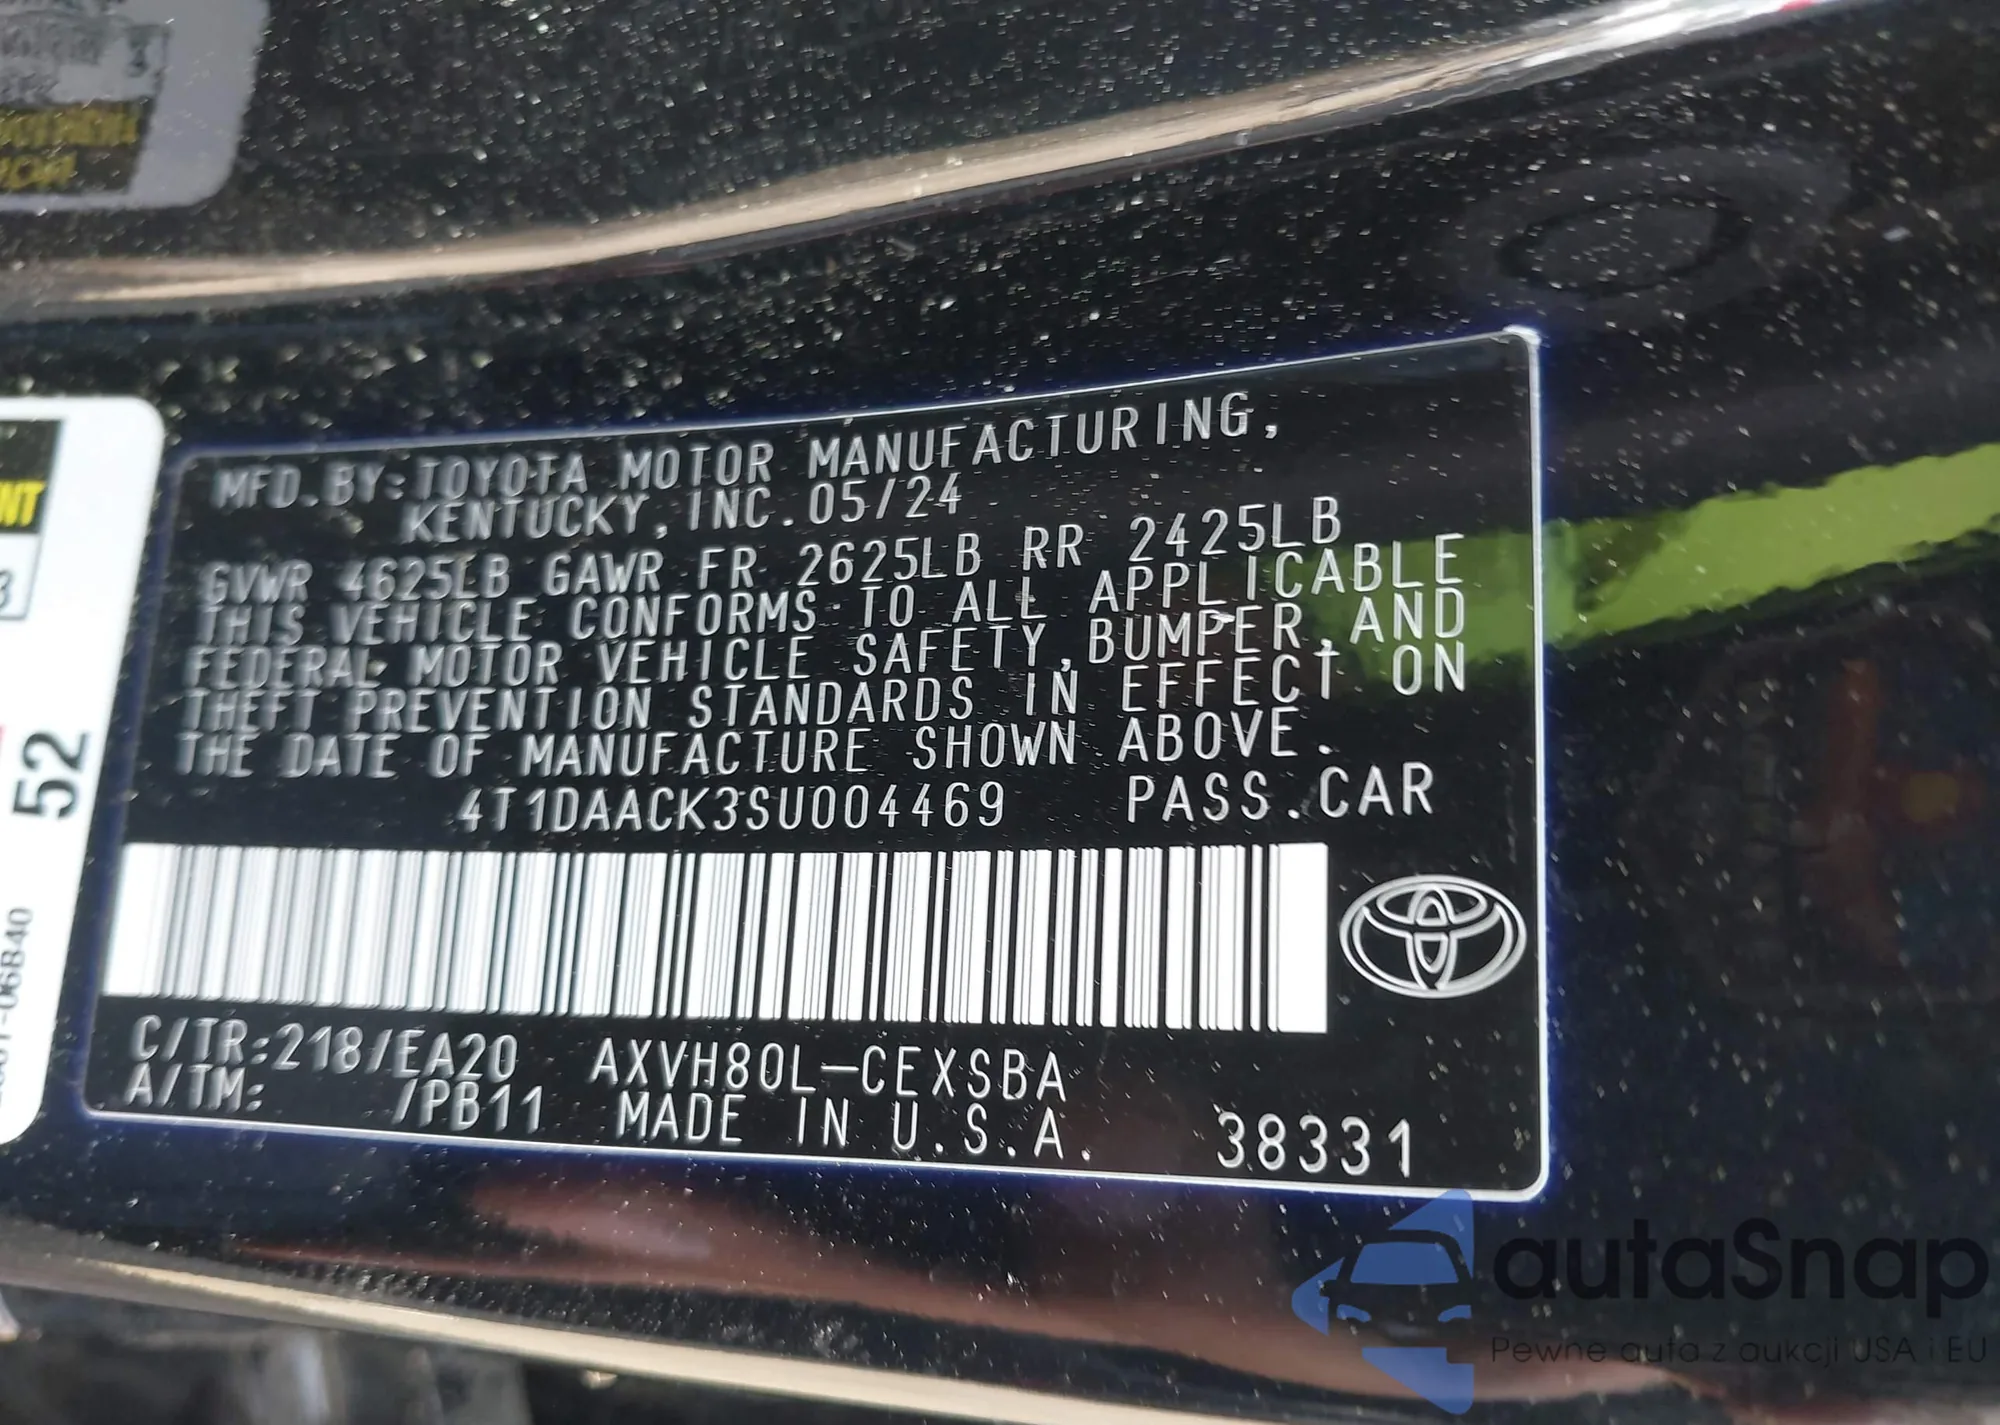 NT
3
52
MFD.BY:TOYOTA MOTOR MANUFACTURING,
KENTUCKY,INC.05/24
GVWR 4625LB GAWR FR 2625LB RR 2425LB
THIS VEHICLE CONFORMS TO ALL APPLICABLE
FEDERAL MOTOR VEHICLE SAFETY,BUMPER,AND
THEFT PREVENTION STANDARDS IN EFFECT ON
THE DATE OF MANUFACTURE SHOWN ABOVE.
4T1DAACK3SU004469 PASS.CAR
C/TR:218/EA20 AXVH80L-CEXSBA
A/TM: /PB11 MADE IN U.S.A. 38331
autaSnap
Pewne auta z aukcji USA i EU